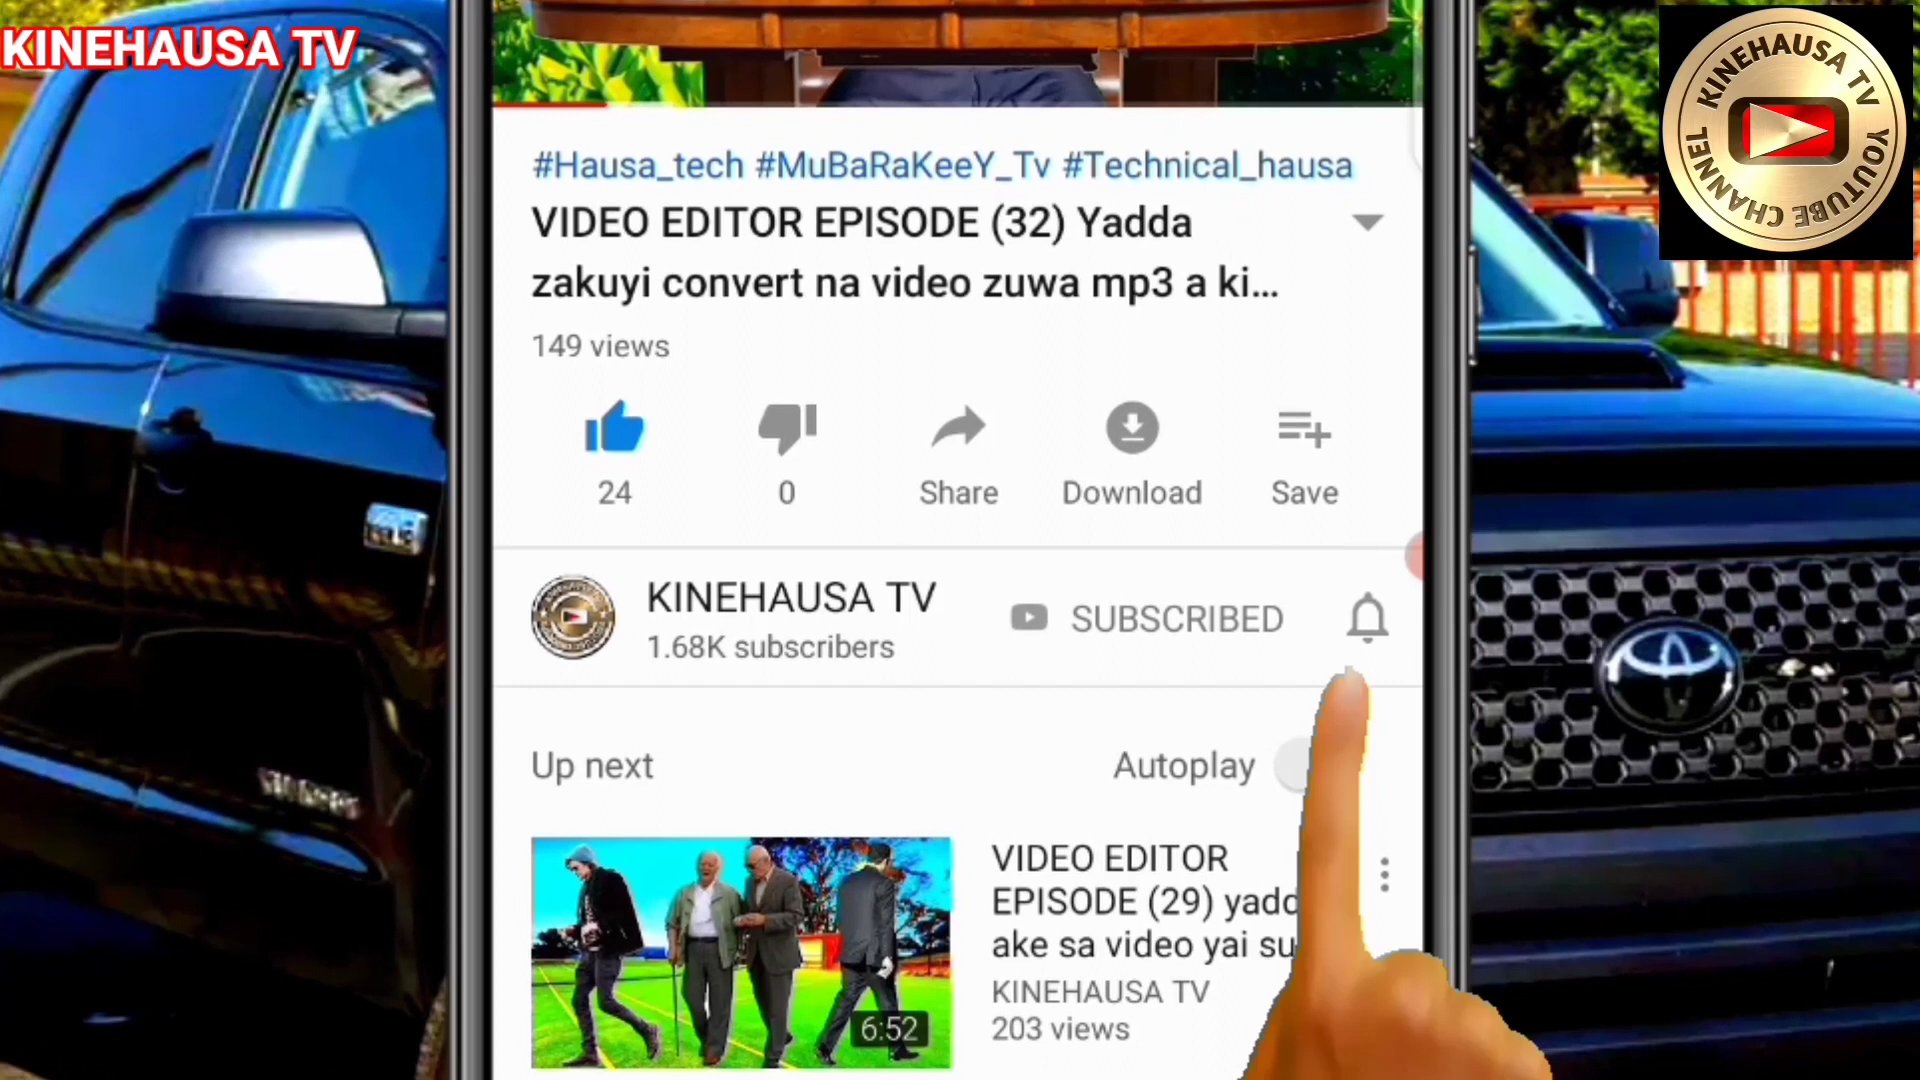 KINEHAUSA TV
KINEHAUSA TV
YOUTUBE CHANNEL
#Hausa_tech #MuBaRaKeeY_Tv #Technical_hausa
VIDEO EDITOR EPISODE (32) Yadda
zakuyi convert na video zuwa mp3 a ki...
149 views
24
0
Share
Download
Save
KINEHAUSA TV
1.68K subscribers
SUBSCRIBED
Up next
Autoplay
6:52
VIDEO EDITOR
EPISODE (29) yadd
ake sa video yai su
KINEHAUSA TV
203 views